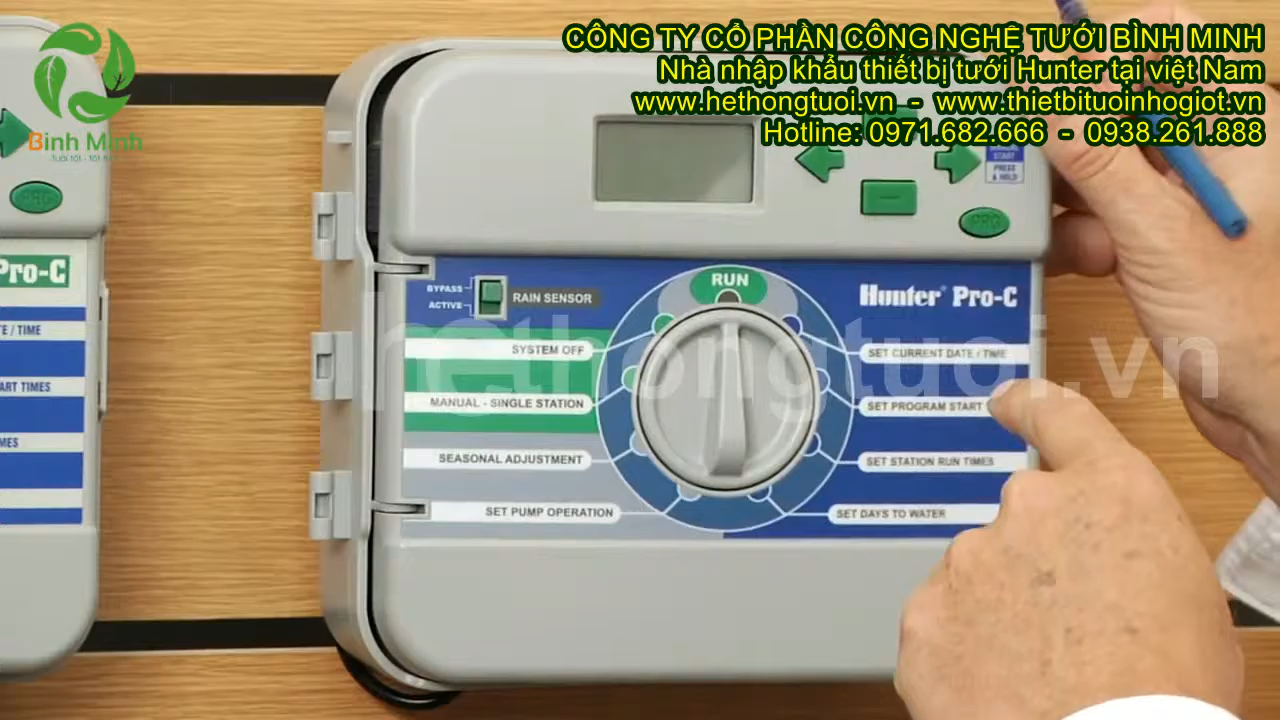 CÔNG TY CỔ PHẦN CÔNG NGHỆ TƯỚI BÌNH MINH
Nhà nhập khẩu thiết bị tưới Hunter tại việt Nam
www.hethongtuoi.vn - www.thietbituoinhogiot.vn
Hotline: 0971.682.666 - 0938.261.888
Bình Minh
START
PRESS
& HOLD
PRG
PRG
Pro-C
E / TIME
ART TIMES
MES
BYPASS
ACTIVE
RAIN SENSOR
RUN
Hunter® Pro-C
SYSTEM OFF
MANUAL - SINGLE STATION
SEASONAL ADJUSTMENT
SET PUMP OPERATION
SET CURRENT DATE / TIME
SET PROGRAM START
SET STATION RUN TIMES
SET DAYS TO WATER
hethongtuoi.vn